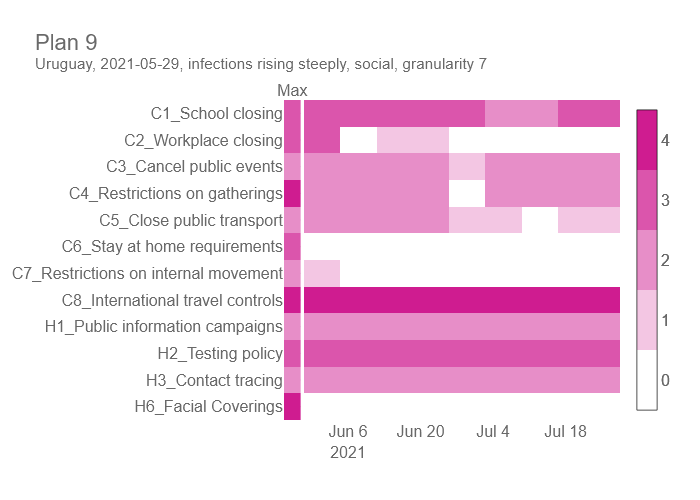 Plan 9
Uruguay, 2021-05-29, infections rising steeply, social, granularity 7
Max
C1_School closing
C2_Workplace closing
C3_Cancel public events
C4_Restrictions on gatherings
C5_Close public transport
C6_Stay at home requirements
C7_Restrictions on internal movement
C8_International travel controls
H1_Public information campaigns
H2_Testing policy
H3_Contact tracing
H6_Facial Coverings
4
3
2
1
0
Jun 6 Jun 20 Jul 4 Jul 18
2021